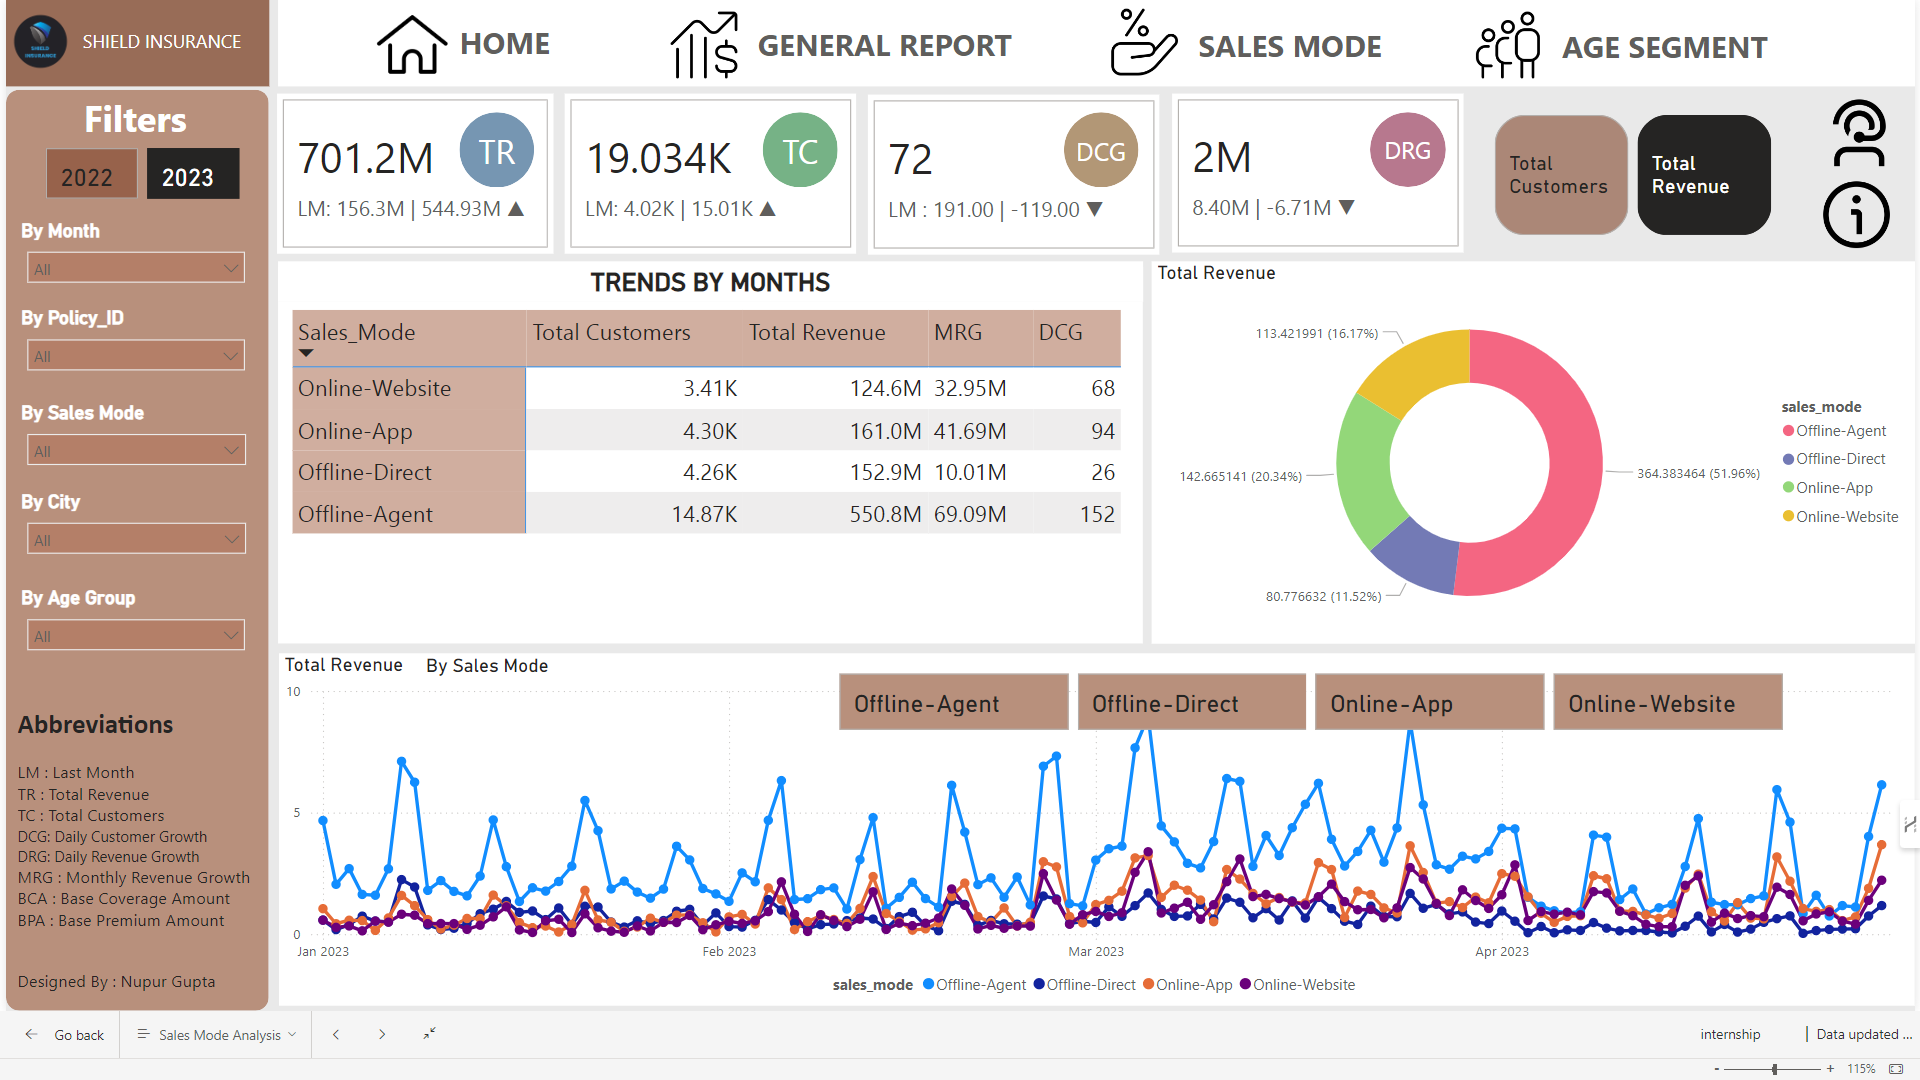 SHIELD INSURANCE
SHIELD
INSURANCE
HOME
GENERAL REPORT
SALES MODE
AGE SEGMENT
Filters
2022
2023
By Month
All
By Policy_ID
All
By Sales Mode
All
By City
All
By Age Group
All
Abbreviations
LM : Last Month
TR : Total Revenue
TC : Total Customers
DCG: Daily Customer Growth
DRG: Daily Revenue Growth
MRG : Monthly Revenue Growth
BCA : Base Coverage Amount
BPA : Base Premium Amount
Designed By : Nupur Gupta
701.2M
TR
LM: 156.3M | 544.93M ▲
19.034K
TC
LM: 4.02K | 15.01K ▲
72
DCG
LM : 191.00 | -119.00 ▼
2M
DRG
8.40M | -6.71M ▼
Total
Customers
Total
Revenue
TRENDS BY MONTHS
Sales_Mode Total Customers Total Revenue MRG DCG
Online-Website 3.41K 124.6M 32.95M 68
Online-App 4.30K 161.0M 41.69M 94
Offline-Direct 4.26K 152.9M 10.01M 26
Offline-Agent 14.87K 550.8M 69.09M 152
Total Revenue
113.421991 (16.17%)
142.665141 (20.34%)
364.383464 (51.96%)
80.776632 (11.52%)
sales_mode
Offline-Agent
Offline-Direct
Online-App
Online-Website
Total Revenue By Sales Mode
Offline-Agent
Offline-Direct
Online-App
Online-Website
10
5
0
Jan 2023
Feb 2023
Mar 2023
Apr 2023
sales_mode Offline-Agent Offline-Direct Online-App Online-Website
Go back
Sales Mode Analysis
internship
Data updated ...
- + 115%